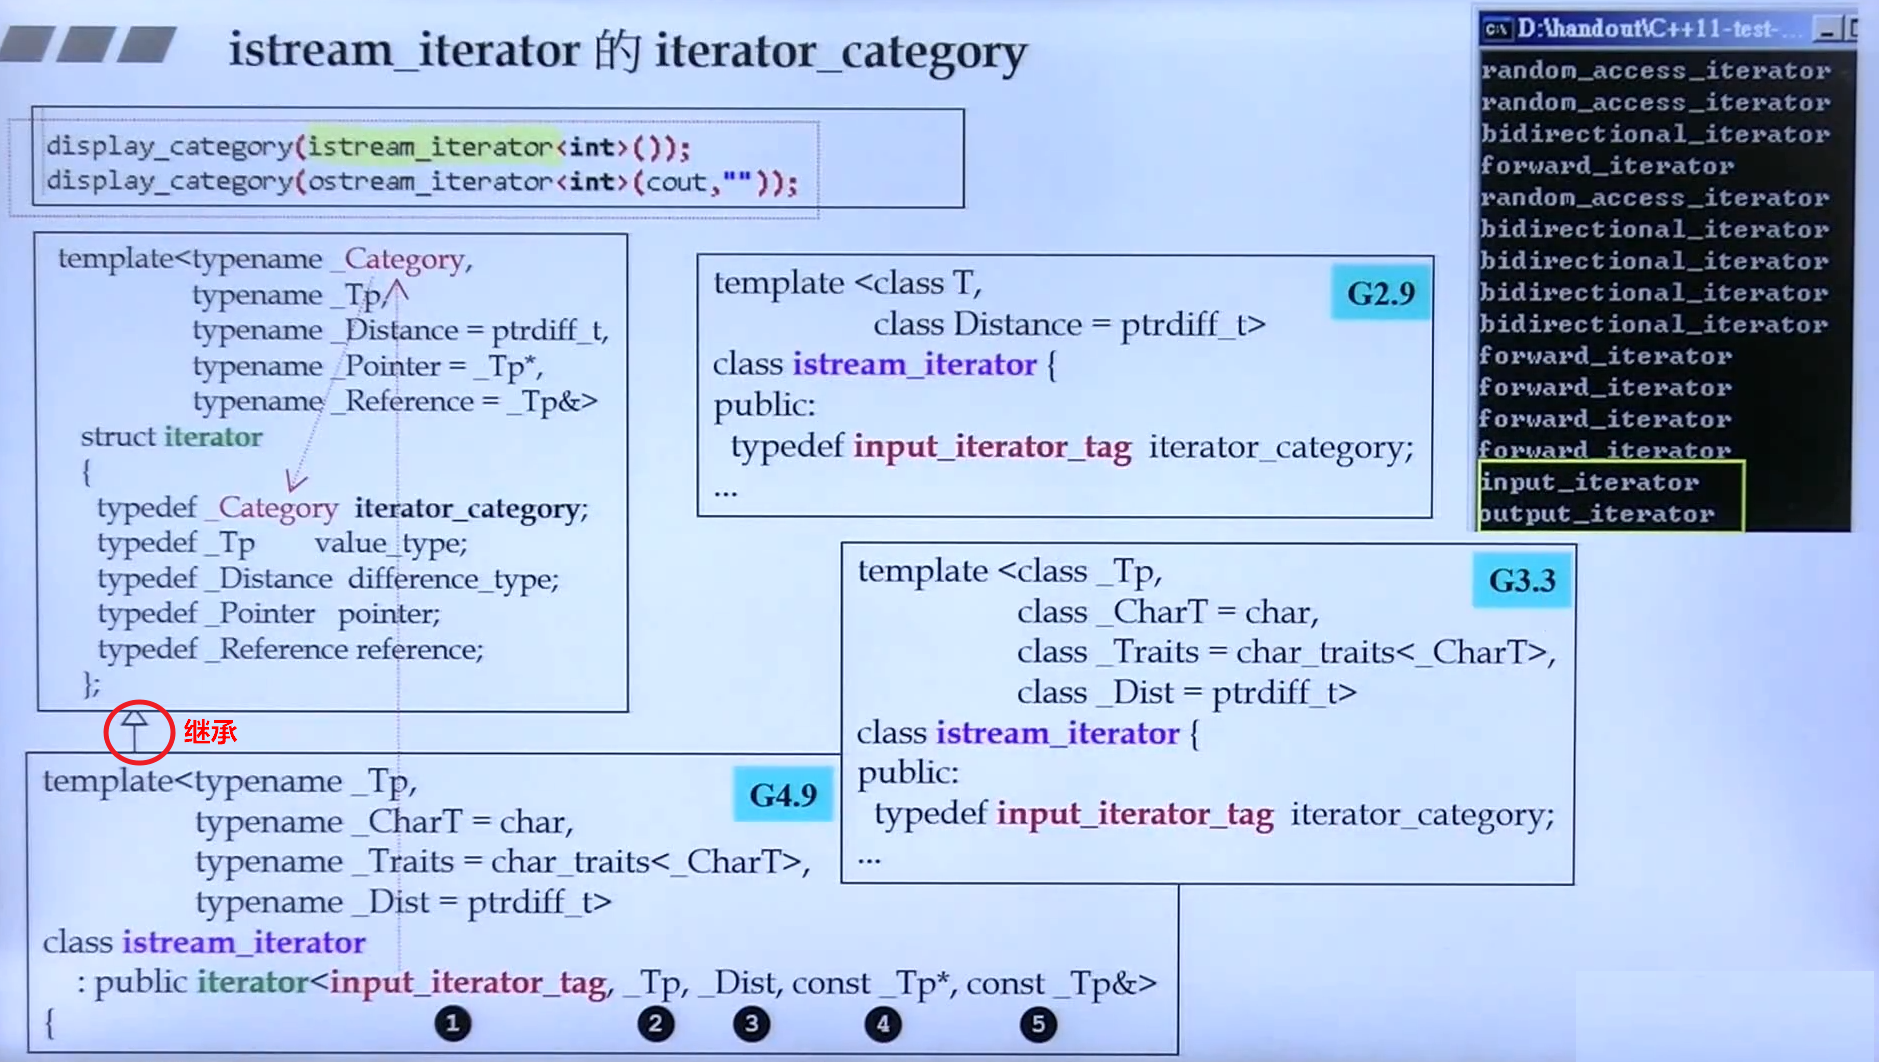 istream_iterator 的 iterator_category
display_category(istream_iterator<int>());
display_category(ostream_iterator<int>(cout,""));
template<typename _Category,
typename _Tp,
typename _Distance = ptrdiff_t,
typename _Pointer = _Tp*,
typename _Reference = _Tp&>
struct iterator
{
typedef _Category iterator_category;
typedef _Tp value_type;
typedef _Distance difference_type;
typedef _Pointer pointer;
typedef _Reference reference;
};
继承
template<typename _Tp,
typename _CharT = char,
typename _Traits = char_traits<_CharT>,
typename _Dist = ptrdiff_t>
class istream_iterator
: public iterator<input_iterator_tag, _Tp, _Dist, const _Tp*, const _Tp&>
{
1 2 3 4 5
G4.9
template <class T,
class Distance = ptrdiff_t>
class istream_iterator {
public:
typedef input_iterator_tag iterator_category;
...
G2.9
template <class _Tp,
class _CharT = char,
class _Traits = char_traits<_CharT>,
class _Dist = ptrdiff_t>
class istream_iterator {
public:
typedef input_iterator_tag iterator_category;
...
G3.3
D:\handout\C++11-test-...
random_access_iterator
random_access_iterator
bidirectional_iterator
forward_iterator
random_access_iterator
bidirectional_iterator
bidirectional_iterator
bidirectional_iterator
bidirectional_iterator
forward_iterator
forward_iterator
forward_iterator
forward_iterator
input_iterator
output_iterator